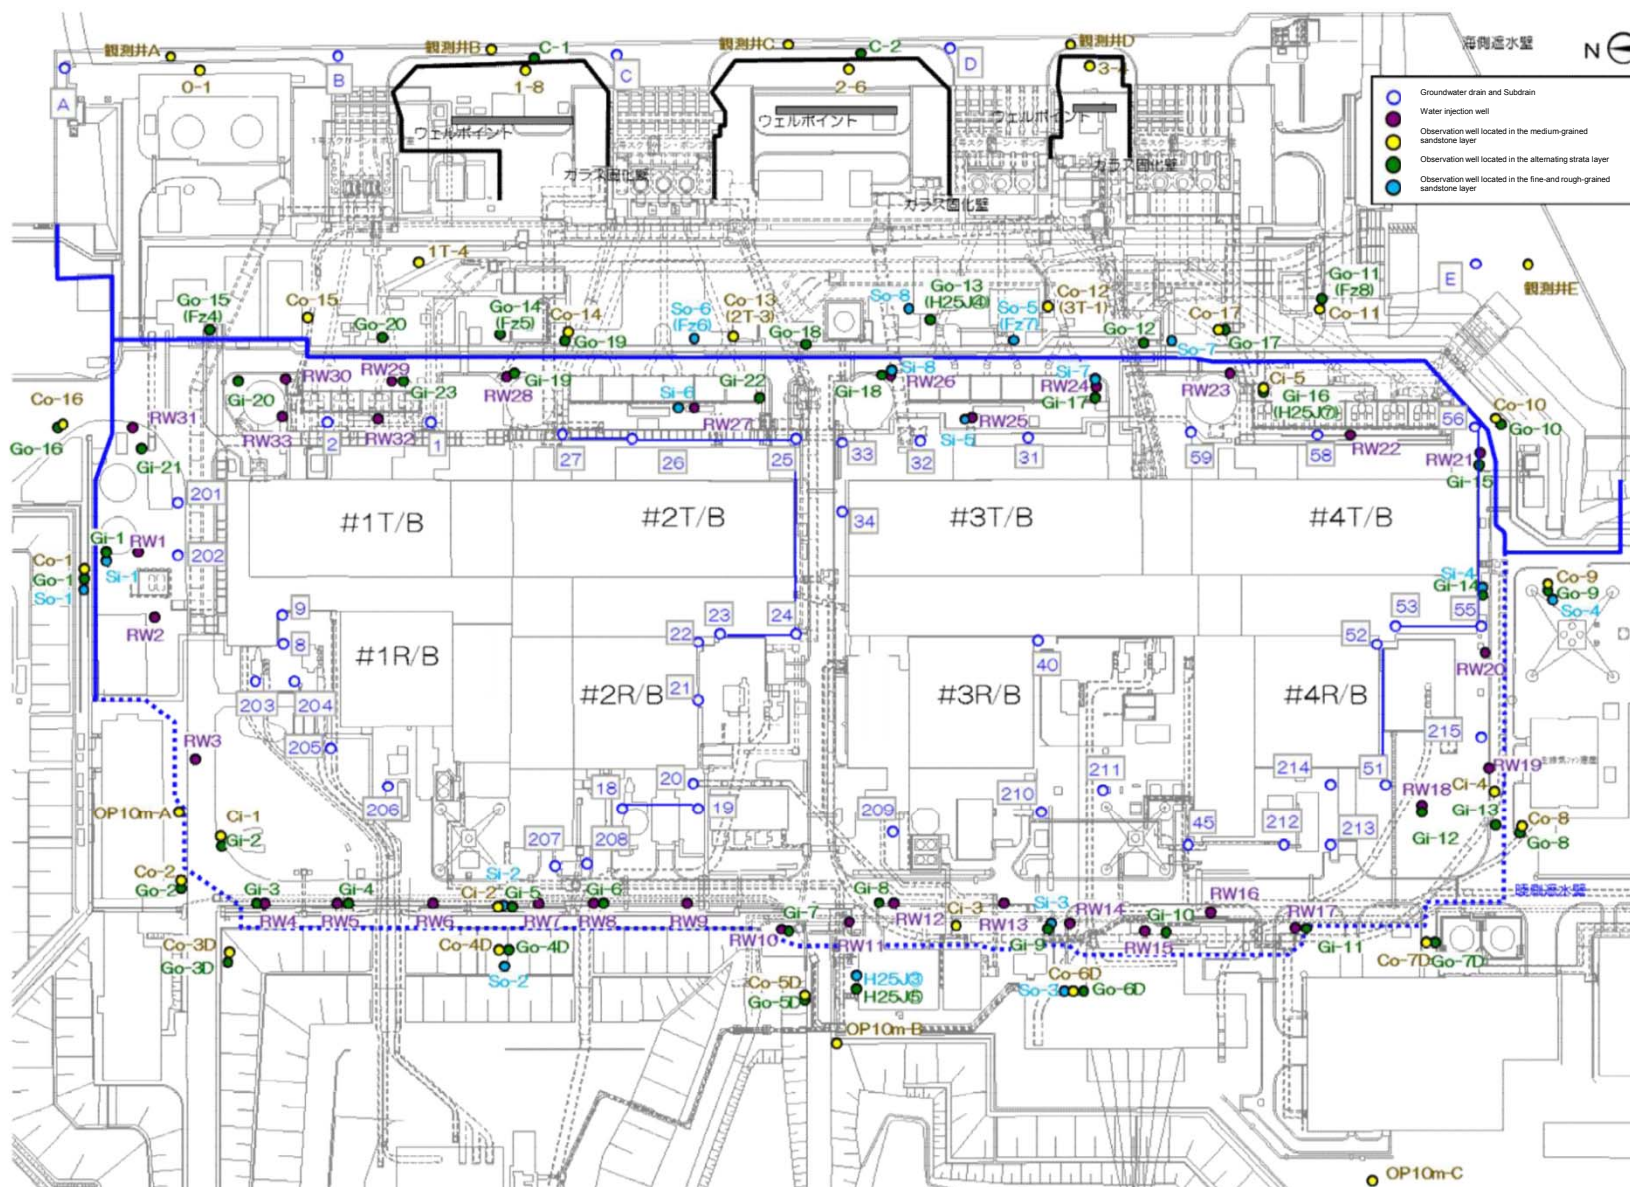 観測井A
観測井B
C-1
観測井C
C-2
観測井D
海側遮水壁
N
A
0-1
B
1-8
C
2-6
D
3-4
Groundwater drain and Subdrain
Water injection well
Observation well located in the medium-grained
sandstone layer
Observation well located in the alternating strata layer
Observation well located in the fine-and rough-grained
sandstone layer
ウェルポイント
ウェルポイント
ウェルポイント
ガラス固化壁
ガラス固化壁
ガラス固化壁
1T-4
E
観測井E
Go-15
(Fz4)
Co-15
Go-20
Go-14
(Fz5)
Co-14
Go-19
So-6
(Fz6)
Co-13
(2T-3)
Go-18
So-8
Go-13
(H25J④)
So-5
(Fz7)
Co-12
(3T-1)
Go-12
So-7
Co-17
Go-17
Go-11
(Fz8)
Co-11
Co-16
Go-16
RW31
Gi-21
Gi-20
RW30
RW33
RW29
Gi-23
RW32
RW28
Gi-19
Si-6
RW27
Gi-22
Gi-18
Si-8
RW26
Si-5
RW25
Si-7
RW24
Gi-17
RW23
Ci-5
Gi-16
(H25J⑦)
RW22
56
Co-10
Go-10
RW21
Gi-15
2
1
27
26
25
33
32
31
59
58
201
202
34
#1T/B
#2T/B
#3T/B
#4T/B
Gi-1
RW1
Si-1
Co-1
Go-1
So-1
RW2
Si-4
Gi-14
Co-9
Go-9
So-4
9
8
22
23
24
40
52
53
55
RW20
#1R/B
#2R/B
#3R/B
#4R/B
203
204
205
21
215
RW3
206
18
20
19
209
210
211
214
51
RW19
RW18
Ci-4
OP10m-A
Ci-1
Gi-2
207
208
45
212
213
Gi-12
Gi-13
Co-8
Go-8
Co-2
Go-2
Gi-3
Gi-4
Si-2
Ci-2
Gi-5
Gi-6
Gi-8
Si-3
RW16
陸側遮水壁
RW4
RW5
RW6
RW7
RW8
RW9
Gi-7
RW10
RW11
RW12
Ci-3
RW13
RW14
Gi-9
Gi-10
RW15
RW17
Gi-11
Co-3D
Go-3D
Co-4D
Go-4D
So-2
Co-5D
Go-5D
H25J③
H25J⑤
Co-6D
So-3
Go-6D
Co-7D
Go-7D
OP10m-B
OP10m-C